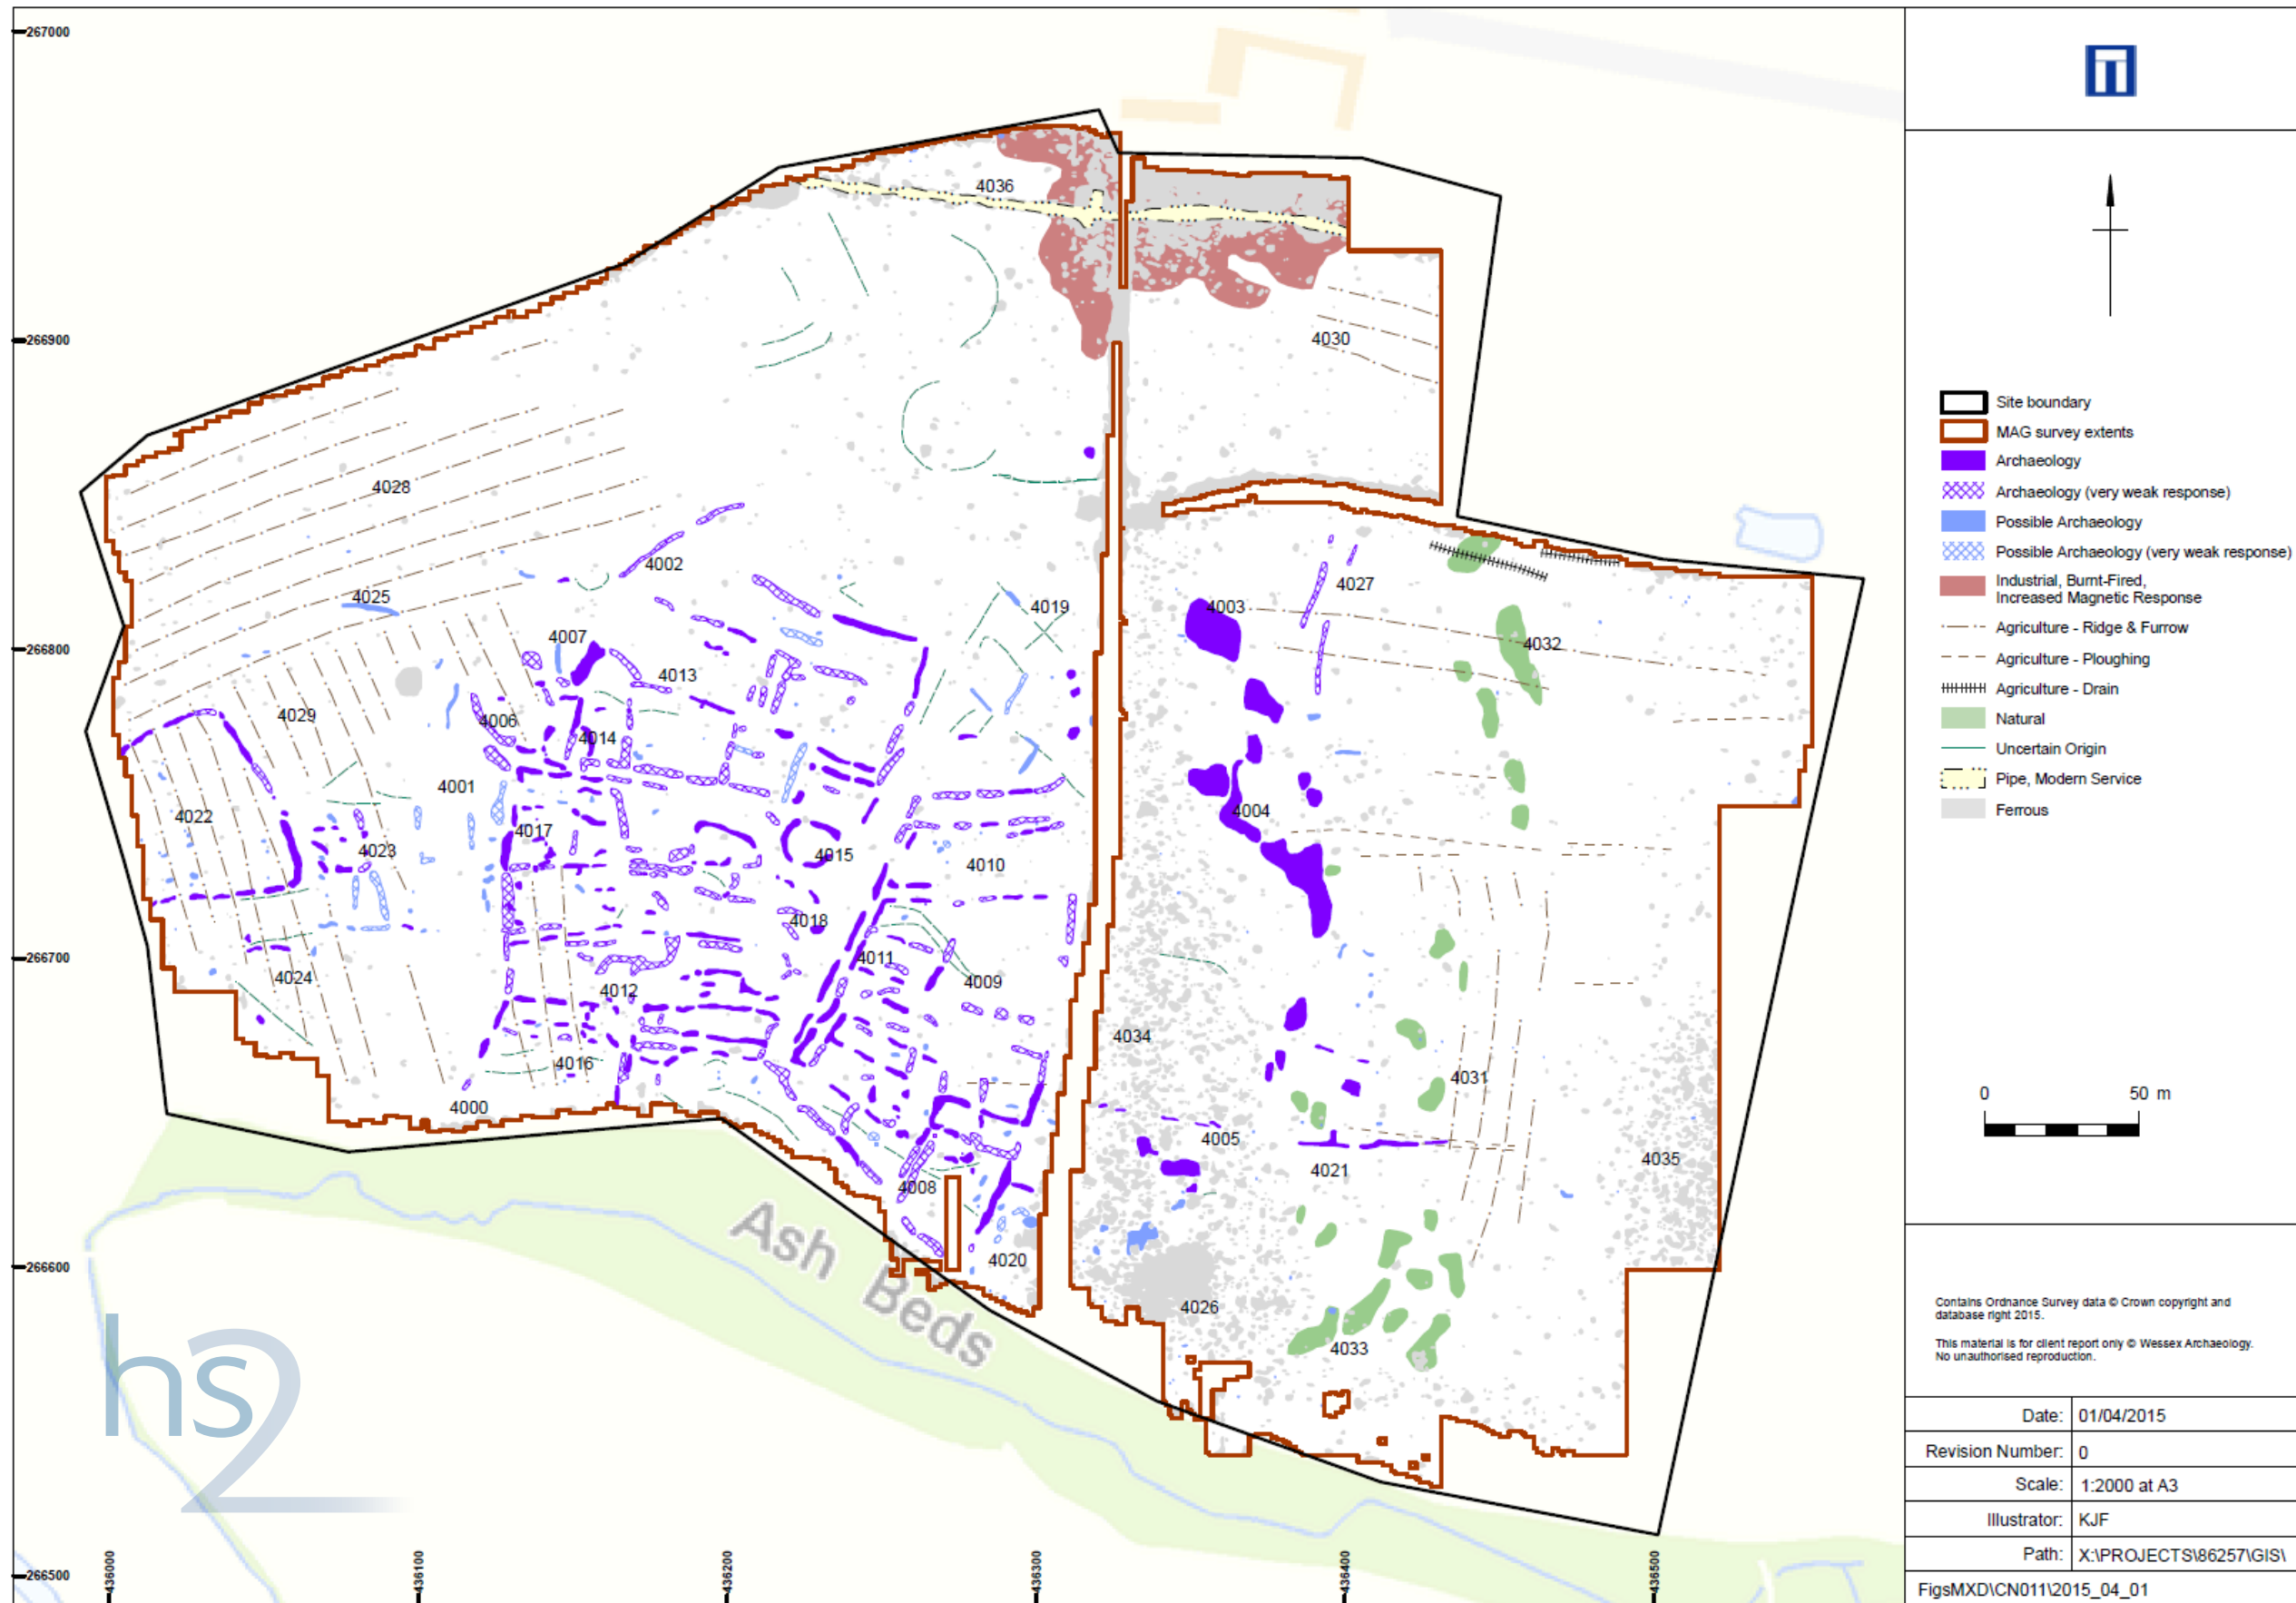 267000
266900
266800
266700
266600
266500
436000
436100
436200
436300
436400
436500
4036
4030
4028
4002
4025
4019
4003
4027
4032
4007
4013
4029
4006
4014
4001
4004
4022
4017
4023
4015
4010
4018
4011
4009
4024
4012
4034
4016
4031
4000
4005
4035
4021
4008
4020
4026
4033
Ash Beds
hs2
Site boundary
MAG survey extents
Archaeology
Archaeology (very weak response)
Possible Archaeology
Possible Archaeology (very weak response)
Industrial, Burnt-Fired,
Increased Magnetic Response
Agriculture - Ridge & Furrow
Agriculture - Ploughing
Agriculture - Drain
Natural
Uncertain Origin
Pipe, Modern Service
Ferrous
0 50 m
Contains Ordnance Survey data © Crown copyright and
database right 2015.
This material is for client report only © Wessex Archaeology.
No unauthorised reproduction.
Date: 01/04/2015
Revision Number: 0
Scale: 1:2000 at A3
Illustrator: KJF
Path: X:\PROJECTS\86257\GIS\
FigsMXD\CN011\2015_04_01